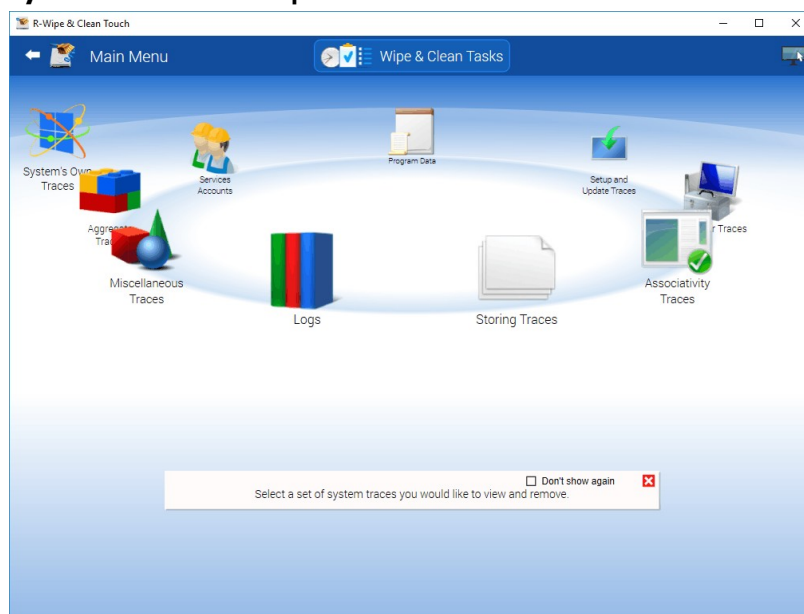 R-Wipe & Clean Touch
Main Menu
Wipe & Clean Tasks
System's Own
Traces
Services
Accounts
Program Data
Setup and
Update Traces
Traces
Miscellaneous
Traces
Logs
Storing Traces
Associativity
Traces
Don't show again
Select a set of system traces you would like to view and remove.